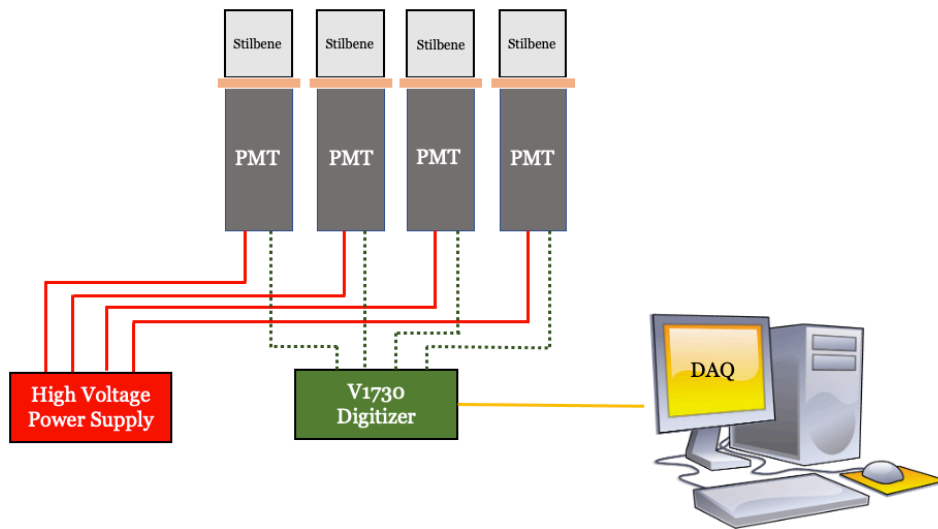 Stilbene
Stilbene
Stilbene
Stilbene
PMT
PMT
PMT
PMT
High Voltage
Power Supply
V1730
Digitizer
DAQ